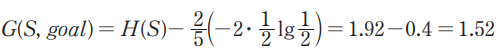 G(S, goal) = H(S) − 2/5(−2 · 1/2 lg 1/2) = 1.92 − 0.4 = 1.52